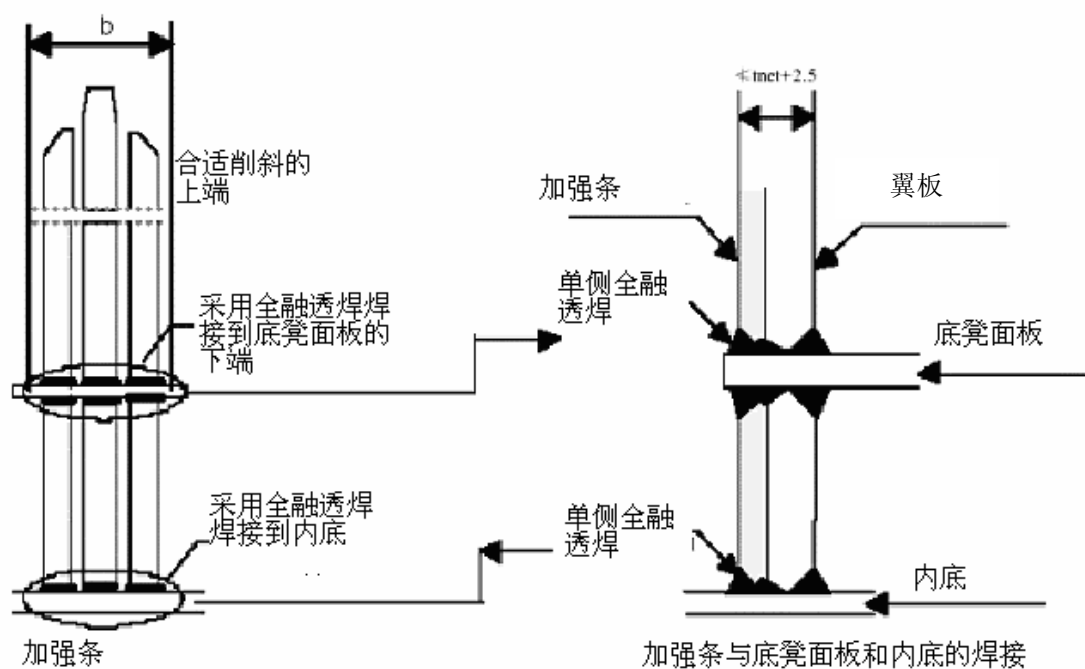 b
合适削斜的
上端
采用全融透焊焊
接到底凳面板的
下端
采用全融透焊
焊接到内底
加强条
≮tnet+2.5
加强条
翼板
单侧全融
透焊
底凳面板
单侧全融
透焊
内底
加强条与底凳面板和内底的焊接